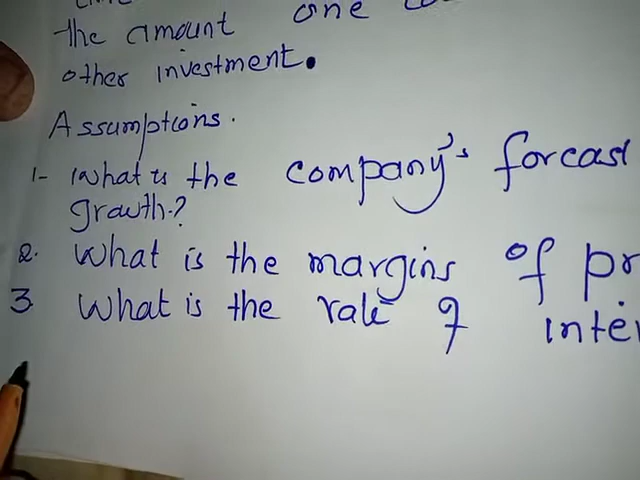 the amount one
other investment.
Assumptions.
1- What is the company's forcast
growth.?
2. What is the margins of pr
3 What is the rate of inter